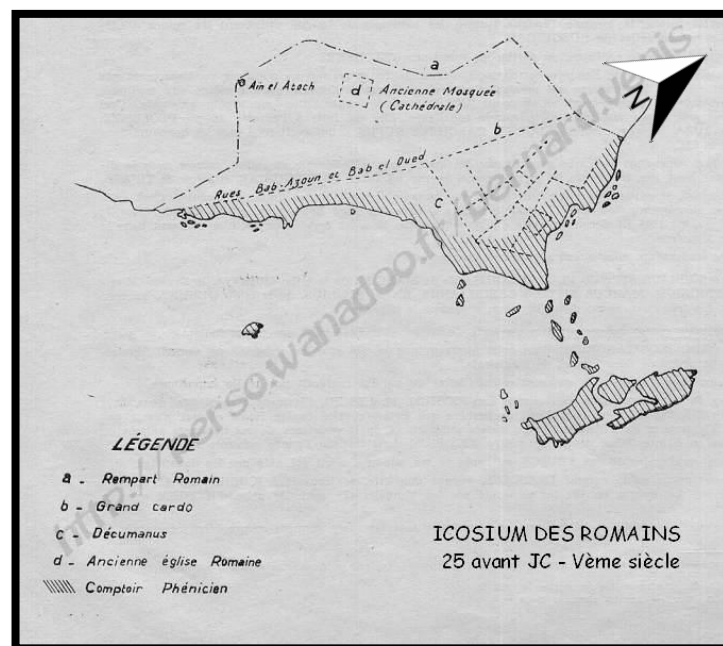 a
Aïn el Atoch
d
Ancienne Mosquée
(Cathédrale)
b
N
Rues Bab-Azoun et Bab el Oued
c
http://perso.wanadoo.fr/bernard.venis
LÉGENDE
a - Rempart Romain
b - Grand cardo
c - Décumanus
d - Ancienne église Romaine
Comptoir Phénicien
ICOSIUM DES ROMAINS
25 avant JC - Vème siècle